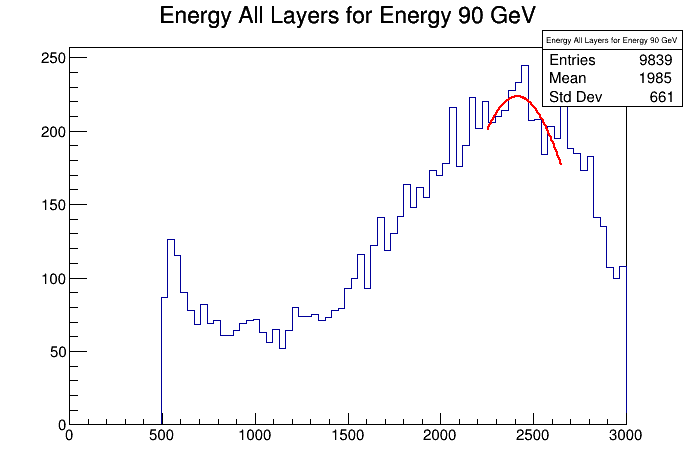 Energy All Layers for Energy 90 GeV
Energy All Layers for Energy 90 GeV
Entries 9839
Mean 1985
Std Dev 661
250
200
150
100
50
0
0 500 1000 1500 2000 2500 3000